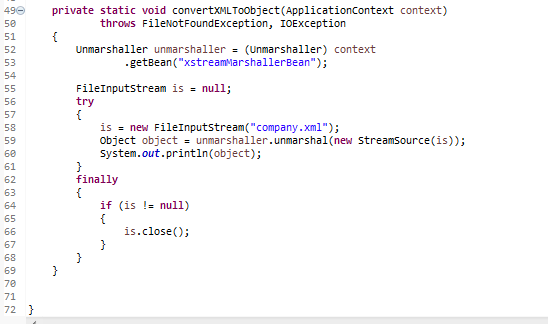 49 private static void convertXMLToObject(ApplicationContext context)
50 throws FileNotFoundException, IOException
51 {
52 Unmarshaller unmarshaller = (Unmarshaller) context
53 .getBean("xstreamMarshallerBean");
54
55 FileInputStream is = null;
56 try
57 {
58 is = new FileInputStream("company.xml");
59 Object object = unmarshaller.unmarshal(new StreamSource(is));
60 System.out.println(object);
61 }
62 finally
63 {
64 if (is != null)
65 {
66 is.close();
67 }
68 }
69 }
70
71
72 }